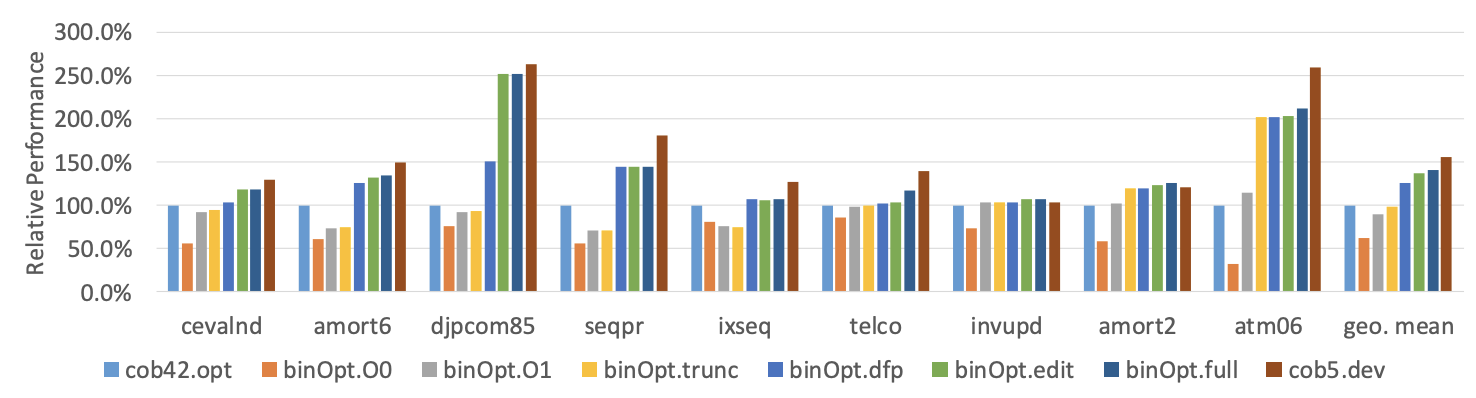 Relative Performance
300.0%
250.0%
200.0%
150.0%
100.0%
50.0%
0.0%
cevalnd amort6 djpcom85 seqpr ixseq telco invupd amort2 atm06 geo. mean
cob42.opt binOpt.O0 binOpt.O1 binOpt.trunc binOpt.dfp binOpt.edit binOpt.full cob5.dev